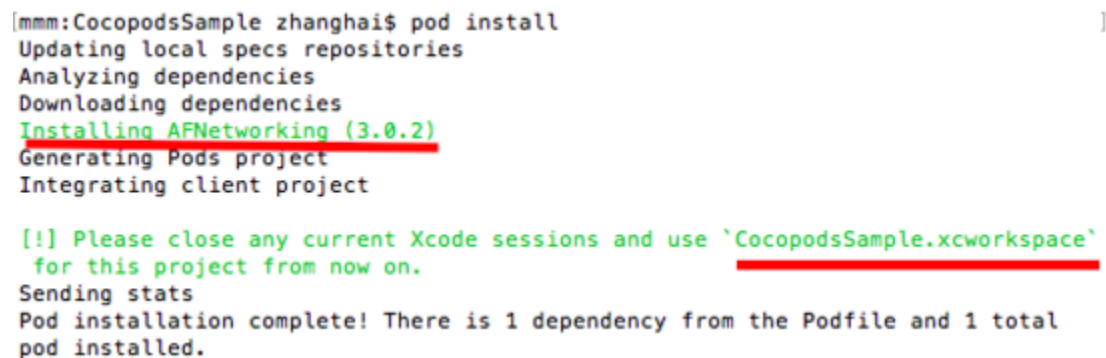 [mmm:CocopodsSample zhanghai$ pod install ]
Updating local specs repositories
Analyzing dependencies
Downloading dependencies
Installing AFNetworking (3.0.2)
Generating Pods project
Integrating client project
[!] Please close any current Xcode sessions and use `CocopodsSample.xcworkspace`
for this project from now on.
Sending stats
Pod installation complete! There is 1 dependency from the Podfile and 1 total
pod installed.